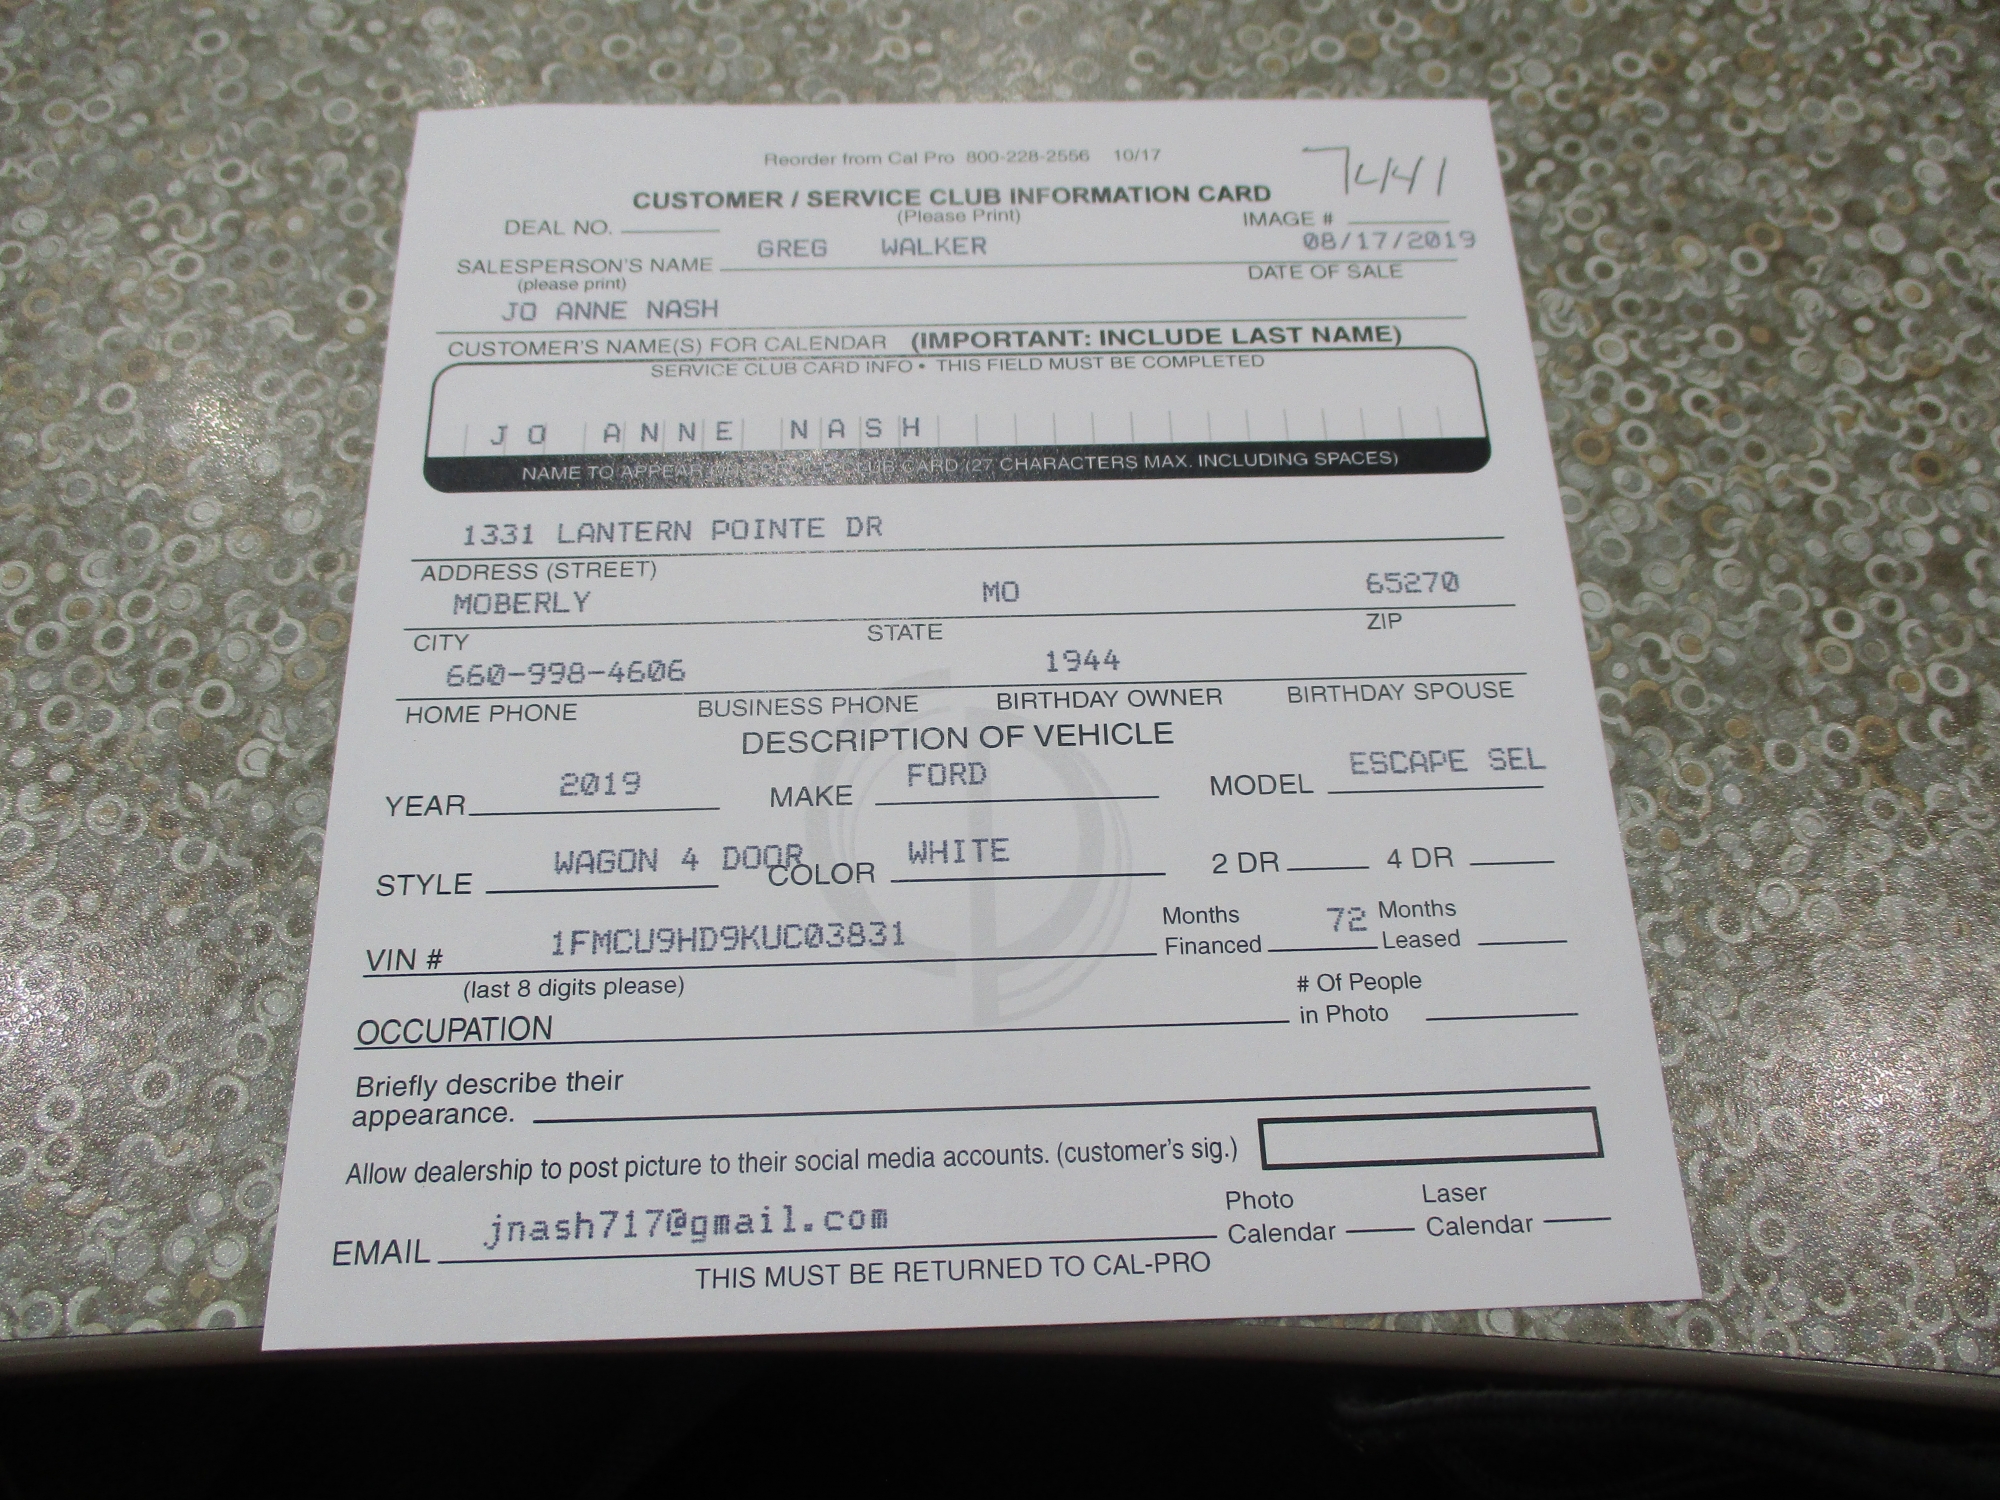 Reorder from Cal Pro 800-228-2556 10/17
7441
CUSTOMER / SERVICE CLUB INFORMATION CARD
(Please Print)
DEAL NO. IMAGE #
GREG WALKER 08/17/2019
SALESPERSON'S NAME DATE OF SALE
(please print)
JO ANNE NASH
CUSTOMER'S NAME(S) FOR CALENDAR (IMPORTANT: INCLUDE LAST NAME)
SERVICE CLUB CARD INFO • THIS FIELD MUST BE COMPLETED
JO ANNE NASH
NAME TO APPEAR ON SERVICE CLUB CARD (27 CHARACTERS MAX. INCLUDING SPACES)
1331 LANTERN POINTE DR
ADDRESS (STREET)
MOBERLY MO 65270
CITY STATE ZIP
660-998-4606 1944
HOME PHONE BUSINESS PHONE BIRTHDAY OWNER BIRTHDAY SPOUSE
DESCRIPTION OF VEHICLE
YEAR 2019 MAKE FORD MODEL ESCAPE SEL
STYLE WAGON 4 DOOR COLOR WHITE 2 DR 4 DR
VIN # 1FMCU9HD9KUC03831 Months Financed 72 Months Leased
(last 8 digits please)
OCCUPATION # Of People in Photo
Briefly describe their
appearance.
Allow dealership to post picture to their social media accounts. (customer's sig.)
EMAIL jnash717@gmail.com Photo Calendar Laser Calendar
THIS MUST BE RETURNED TO CAL-PRO